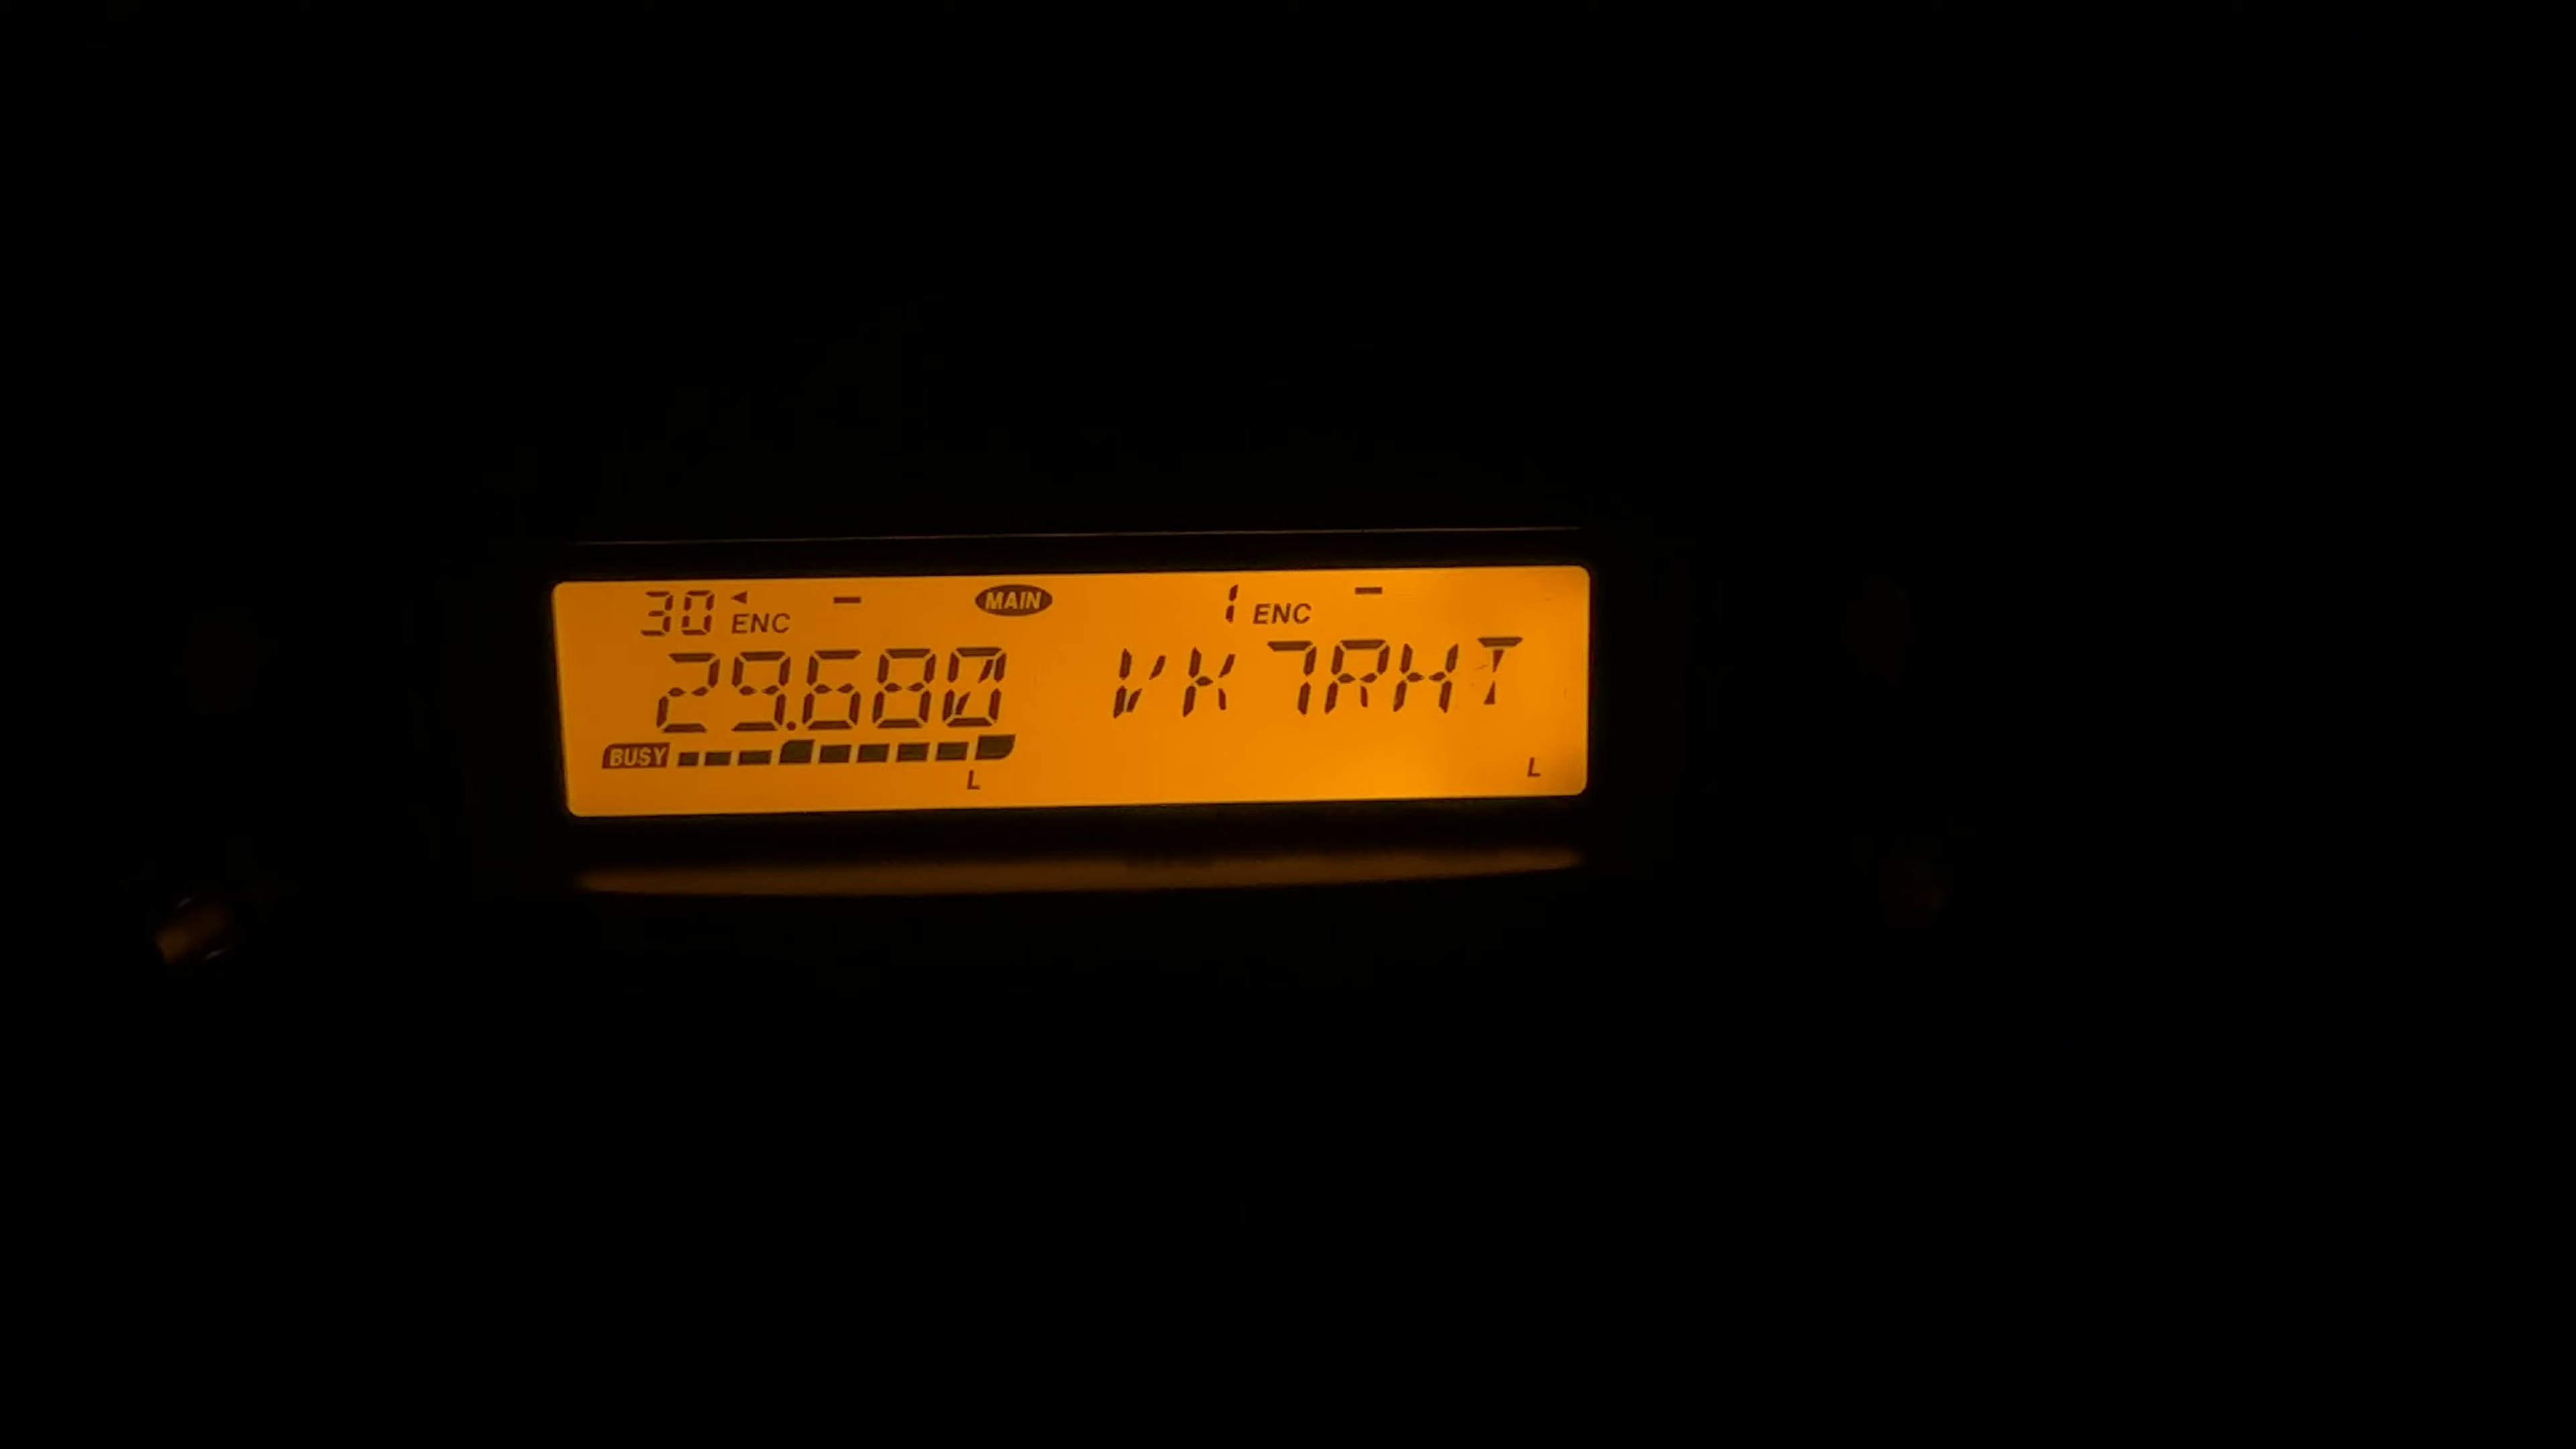 30 ENC – MAIN 1 ENC –
29.680 VK7RHT
BUSY
L L